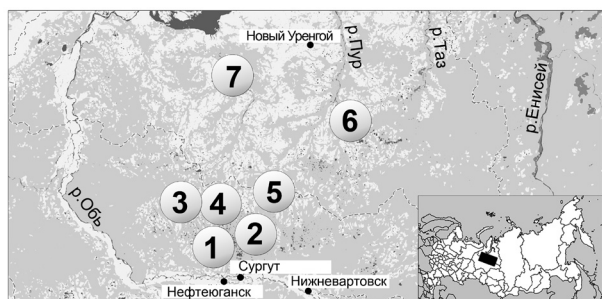 Новый Уренгой
р.Пур
р.Таз
р.Енисей
7
6
р.Обь
3
4
5
1
2
Сургут
Нефтеюганск
Нижневартовск